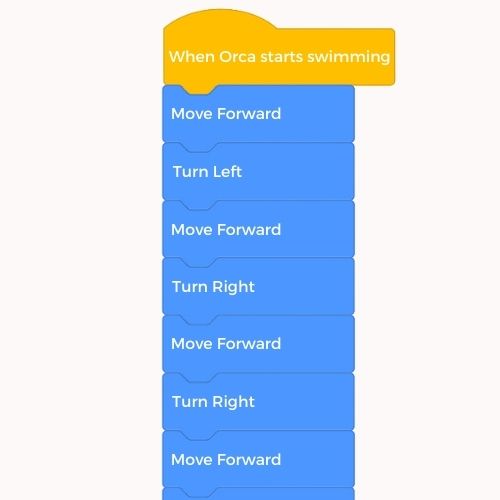 When Orca starts swimming
Move Forward
Turn Left
Move Forward
Turn Right
Move Forward
Turn Right
Move Forward